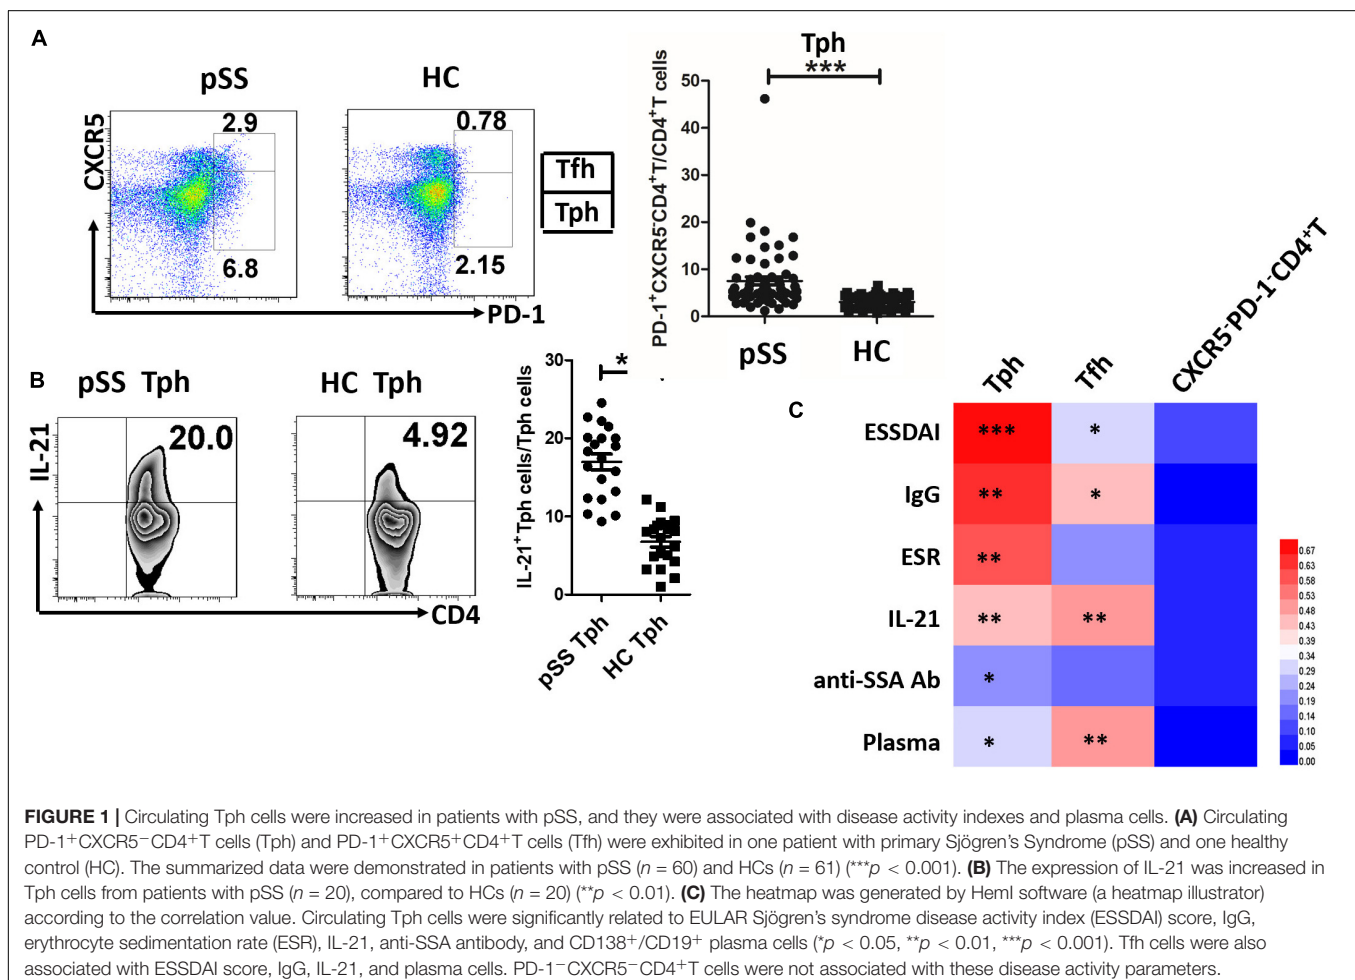 A
pSS
HC
CXCR5
2.9
6.8
0.78
2.15
Tfh
Tph
PD-1
Tph
***
PD-1⁺CXCR5⁻CD4⁺T/CD4⁺T cells
50
40
30
20
10
0
pSS
HC
B
pSS Tph
HC Tph
IL-21
20.0
4.92
CD4
IL-21⁺Tph cells/Tph cells
30
20
10
0
*
pSS Tph
HC Tph
C
Tph
Tfh
CXCR5⁻PD-1⁻CD4⁺T
ESSDAI *** *
IgG ** *
ESR **
IL-21 ** **
anti-SSA Ab *
Plasma * **
0.67
0.63
0.58
0.53
0.48
0.43
0.39
0.34
0.29
0.24
0.19
0.14
0.10
0.05
0.00
FIGURE 1 | Circulating Tph cells were increased in patients with pSS, and they were associated with disease activity indexes and plasma cells. (A) Circulating
PD-1⁺CXCR5⁻CD4⁺T cells (Tph) and PD-1⁺CXCR5⁺CD4⁺T cells (Tfh) were exhibited in one patient with primary Sjögren's Syndrome (pSS) and one healthy
control (HC). The summarized data were demonstrated in patients with pSS (n = 60) and HCs (n = 61) (***p < 0.001). (B) The expression of IL-21 was increased in
Tph cells from patients with pSS (n = 20), compared to HCs (n = 20) (**p < 0.01). (C) The heatmap was generated by HemI software (a heatmap illustrator)
according to the correlation value. Circulating Tph cells were significantly related to EULAR Sjögren's syndrome disease activity index (ESSDAI) score, IgG,
erythrocyte sedimentation rate (ESR), IL-21, anti-SSA antibody, and CD138⁺/CD19⁺ plasma cells (*p < 0.05, **p < 0.01, ***p < 0.001). Tfh cells were also
associated with ESSDAI score, IgG, IL-21, and plasma cells. PD-1⁻CXCR5⁻CD4⁺T cells were not associated with these disease activity parameters.